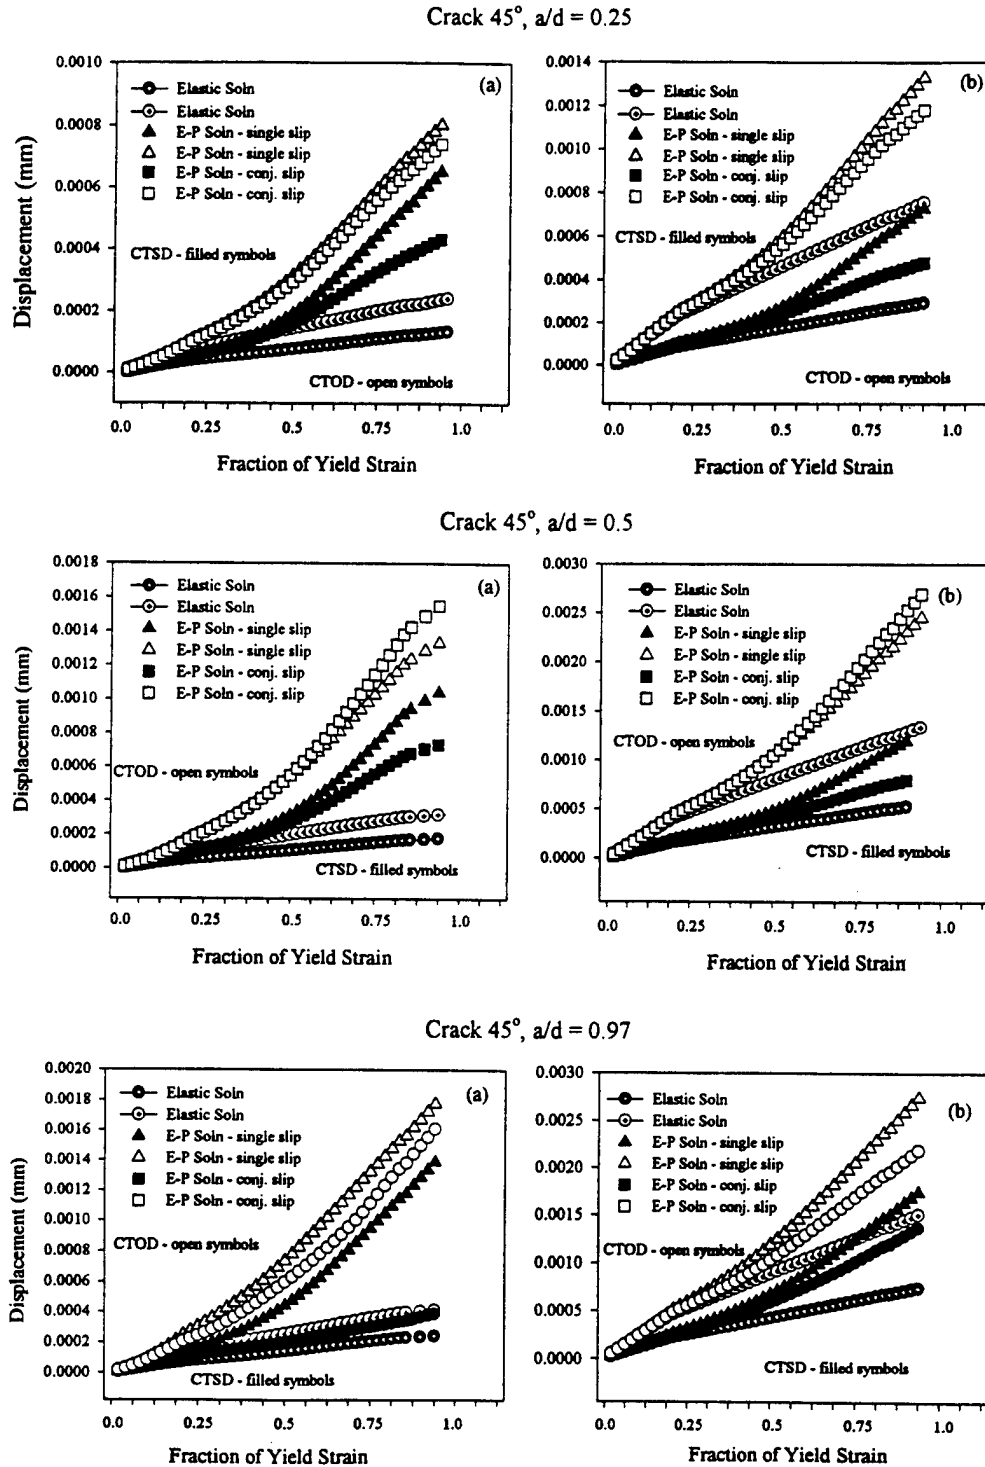 Crack 45°, a/d = 0.25
0.0010
0.0008
0.0006
0.0004
0.0002
0.0000
Displacement (mm)
(a)
Elastic Soln
Elastic Soln
E-P Soln - single slip
E-P Soln - single slip
E-P Soln - conj. slip
E-P Soln - conj. slip
CTSD - filled symbols
CTOD - open symbols
0.0 0.25 0.5 0.75 1.0
Fraction of Yield Strain
0.0014
0.0012
0.0010
0.0008
0.0006
0.0004
0.0002
0.0000
(b)
Elastic Soln
Elastic Soln
E-P Soln - single slip
E-P Soln - single slip
E-P Soln - conj. slip
E-P Soln - conj. slip
CTSD - filled symbols
CTOD - open symbols
0.0 0.25 0.5 0.75 1.0
Fraction of Yield Strain
Crack 45°, a/d = 0.5
0.0018
0.0016
0.0014
0.0012
0.0010
0.0008
0.0006
0.0004
0.0002
0.0000
Displacement (mm)
(a)
Elastic Soln
Elastic Soln
E-P Soln - single slip
E-P Soln - single slip
E-P Soln - conj. slip
E-P Soln - conj. slip
CTOD - open symbols
CTSD - filled symbols
0.0 0.25 0.5 0.75 1.0
Fraction of Yield Strain
0.0030
0.0025
0.0020
0.0015
0.0010
0.0005
0.0000
(b)
Elastic Soln
Elastic Soln
E-P Soln - single slip
E-P Soln - single slip
E-P Soln - conj. slip
E-P Soln - conj. slip
CTOD - open symbols
CTSD - filled symbols
0.0 0.25 0.5 0.75 1.0
Fraction of Yield Strain
Crack 45°, a/d = 0.97
0.0020
0.0018
0.0016
0.0014
0.0012
0.0010
0.0008
0.0006
0.0004
0.0002
0.0000
Displacement (mm)
(a)
Elastic Soln
Elastic Soln
E-P Soln - single slip
E-P Soln - single slip
E-P Soln - conj. slip
E-P Soln - conj. slip
CTOD - open symbols
CTSD - filled symbols
0.0 0.25 0.5 0.75 1.0
Fraction of Yield Strain
0.0030
0.0025
0.0020
0.0015
0.0010
0.0005
0.0000
(b)
Elastic Soln
Elastic Soln
E-P Soln - single slip
E-P Soln - single slip
E-P Soln - conj. slip
E-P Soln - conj. slip
CTOD - open symbols
CTSD - filled symbols
0.0 0.25 0.5 0.75 1.0
Fraction of Yield Strain